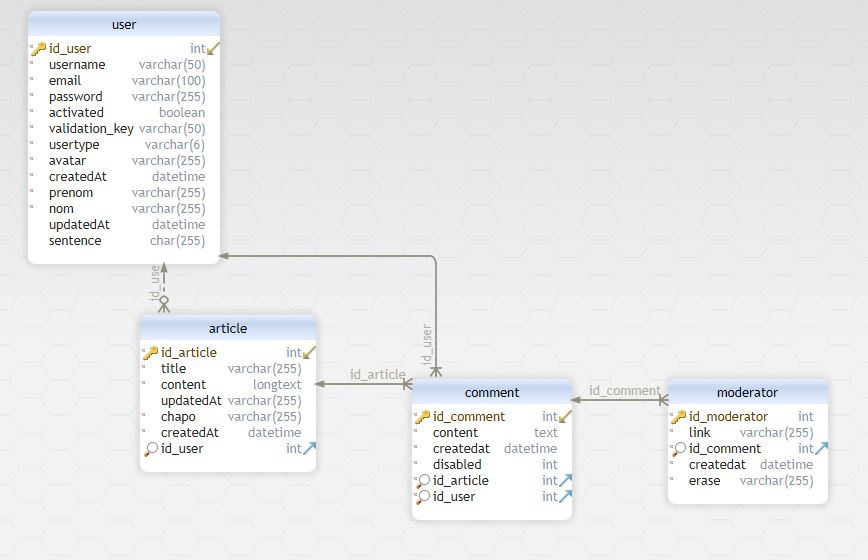 user
id_user int
username varchar(50)
email varchar(100)
password varchar(255)
activated boolean
validation_key varchar(50)
usertype varchar(6)
avatar varchar(255)
createdAt datetime
prenom varchar(255)
nom varchar(255)
updatedAt datetime
sentence char(255)
id_use
article
id_article int
title varchar(255)
content longtext
updatedAt varchar(255)
chapo varchar(255)
createdAt datetime
id_user int
id_article
id_user
comment
id_comment int
content text
createdat datetime
disabled int
id_article int
id_user int
id_comment
moderator
id_moderator int
link varchar(255)
id_comment int
createdat datetime
erase varchar(255)